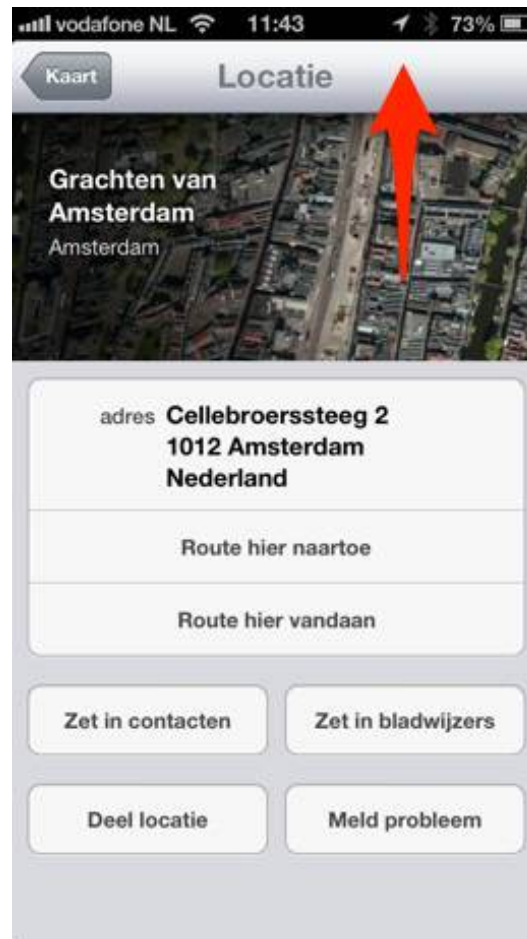 vodafone NL 11:43 73%
Kaart Locatie
Grachten van
Amsterdam
Amsterdam
adres Cellebroerssteeg 2
1012 Amsterdam
Nederland
Route hier naartoe
Route hier vandaan
Zet in contacten Zet in bladwijzers
Deel locatie Meld probleem